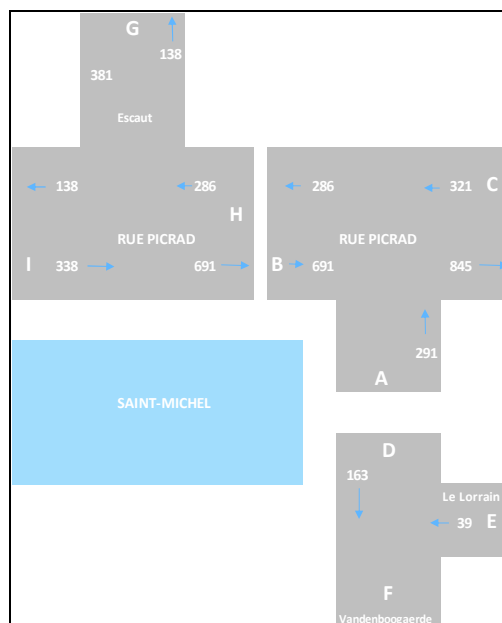 G
138
381
Escaut
138
286
H
RUE PICRAD
I
338
691
286
321
C
RUE PICRAD
B
691
845
291
A
SAINT-MICHEL
D
163
Le Lorrain
39
E
F
Vandenboogaerde